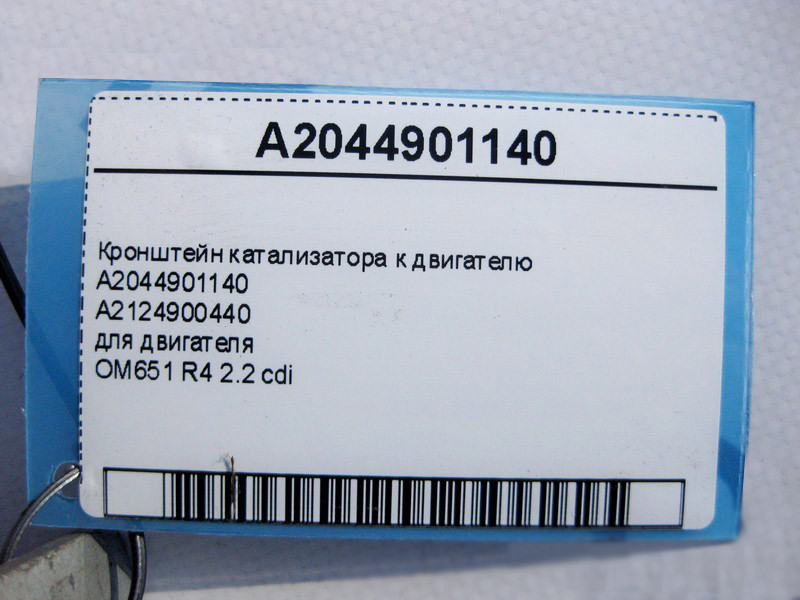 A2044901140
Кронштейн катализатора к двигателю
A2044901140
A2124900440
для двигателя
OM651 R4 2.2 cdi